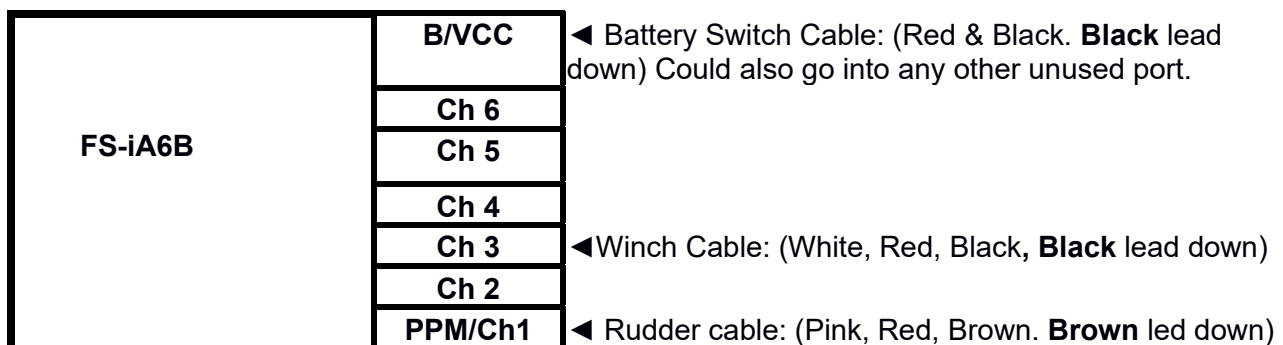 B/VCC ◄ Battery Switch Cable: (Red & Black. Black lead
down) Could also go into any other unused port.
Ch 6
FS-iA6B Ch 5
Ch 4
Ch 3 ◄Winch Cable: (White, Red, Black, Black lead down)
Ch 2
PPM/Ch1 ◄ Rudder cable: (Pink, Red, Brown. Brown led down)